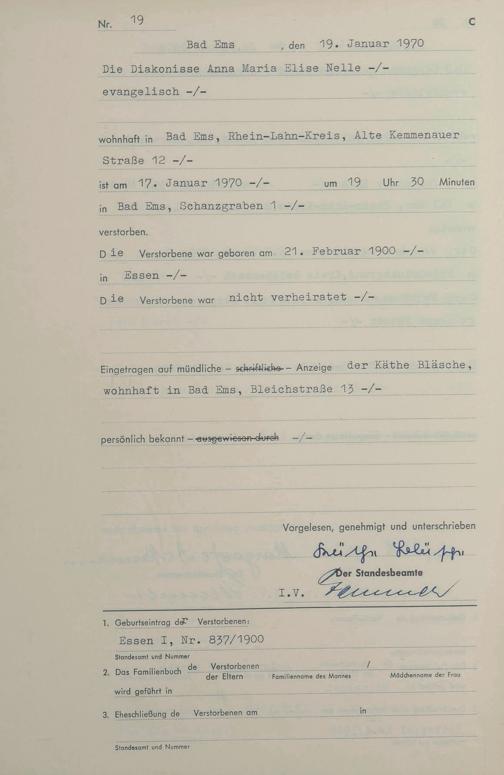 Nr. 19 C
Bad Ems , den 19. Januar 1970
Die Diakonisse Anna Maria Elise Nelle -/-
evangelisch -/-
wohnhaft in Bad Ems, Rhein-Lahn-Kreis, Alte Kemmenauer
Straße 12 -/-
ist am 17. Januar 1970 -/- um 19 Uhr 30 Minuten
in Bad Ems, Schanzgraben 1 -/-
verstorben.
Die Verstorbene war geboren am 21. Februar 1900 -/-
in Essen -/-
Die Verstorbene war nicht verheiratet -/-
Eingetragen auf mündliche – schriftliche – Anzeige der Käthe Bläsche,
wohnhaft in Bad Ems, Bleichstraße 13 -/-
persönlich bekannt – ausgewiesen durch -/-
Vorgelesen, genehmigt und unterschrieben
Käthe Bläsche
Der Standesbeamte
I.V.
1. Geburtseintrag der Verstorbenen:
Essen I, Nr. 837/1900
Standesamt und Nummer
2. Das Familienbuch de Verstorbenen /
der Eltern Familienname des Mannes Mädchenname der Frau
wird geführt in
3. Eheschließung de Verstorbenen am in
Standesamt und Nummer